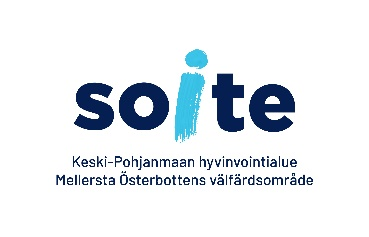 soite
Keski-Pohjanmaan hyvinvointialue
Mellersta Österbottens välfärdsområde